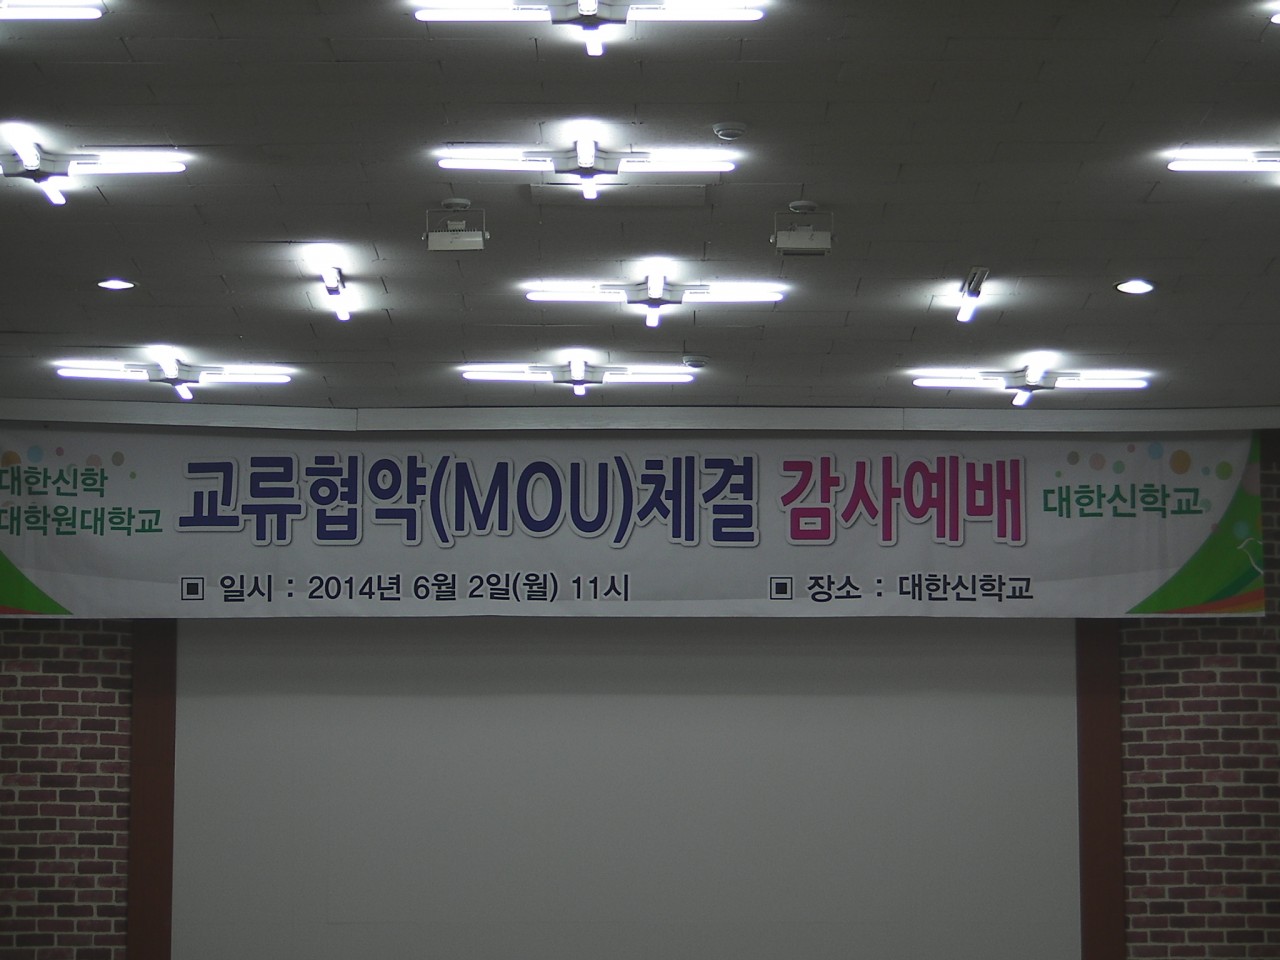 대한신학
대학원대학교
교류협약(MOU)체결 감사예배
대한신학교
▣ 일시 : 2014년 6월 2일(월) 11시
▣ 장소 : 대한신학교